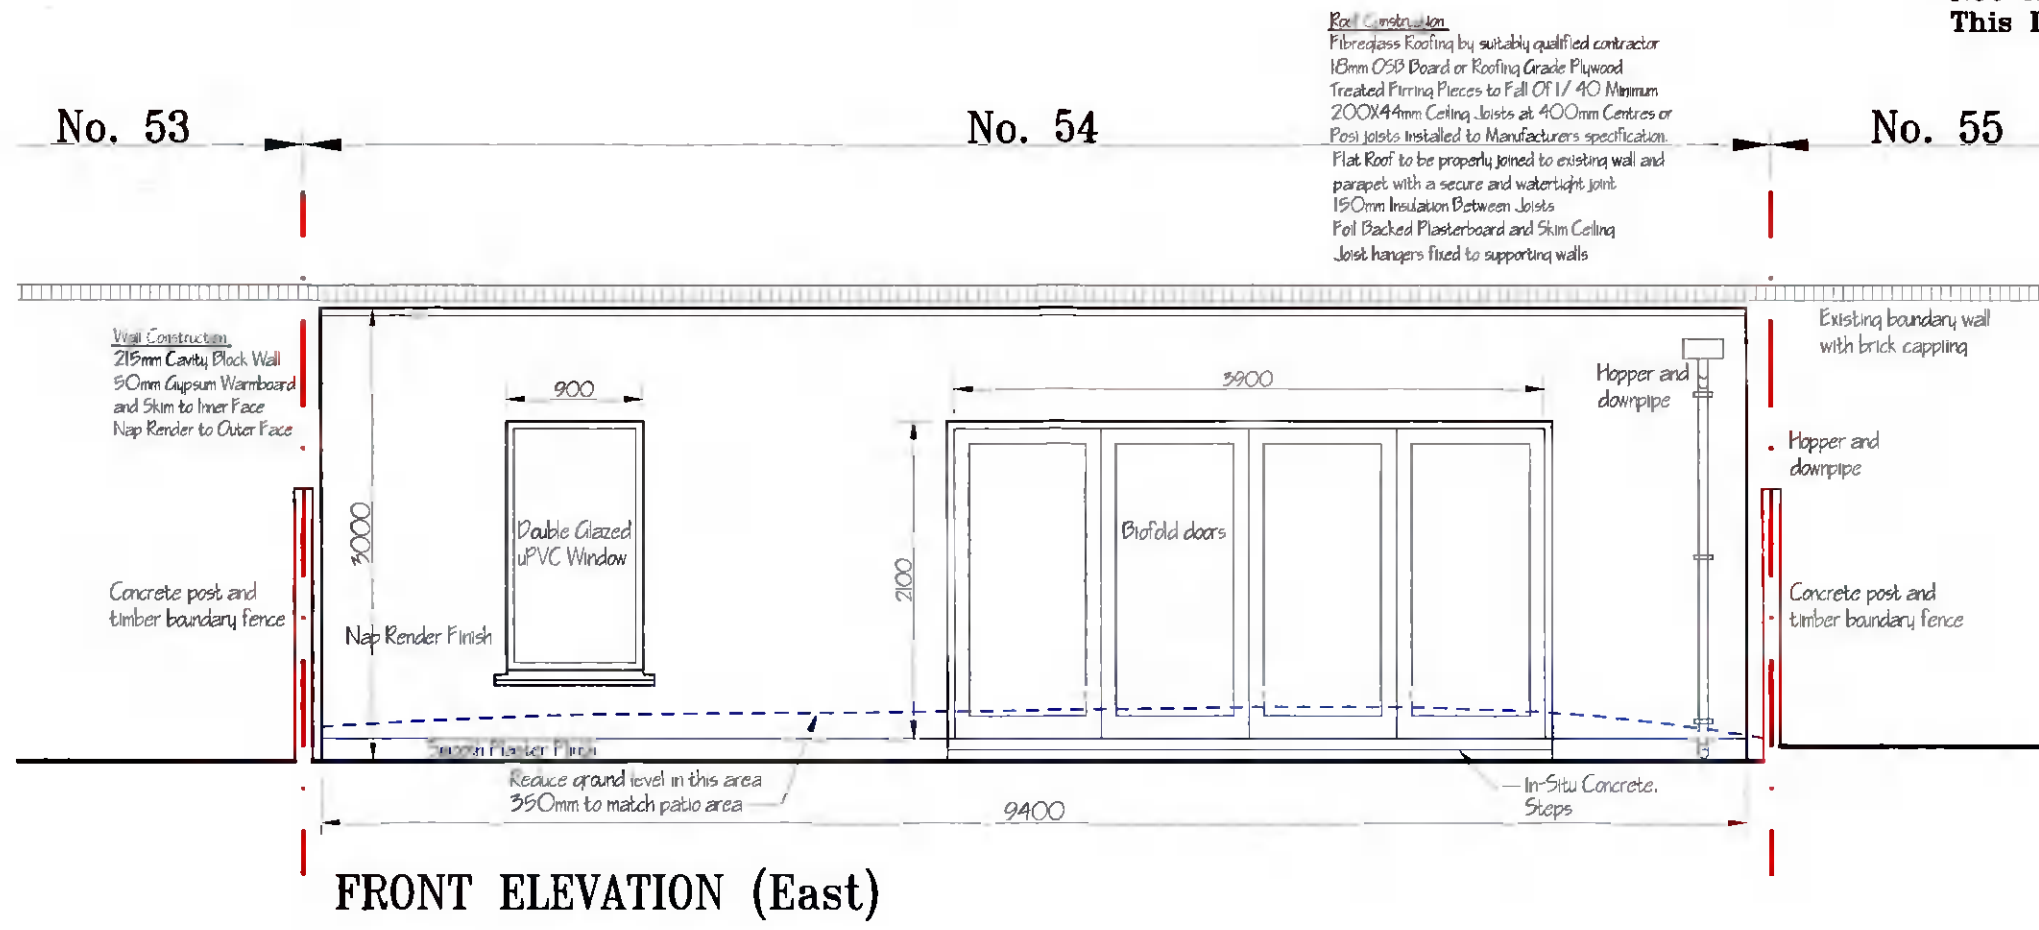 This
Roof Construction
Fibreglass Roofing by suitably qualified contractor
18mm OSB Board or Roofing Grade Plywood
Treated Firring Pieces to Fall Of 1/ 40 Minimum
200X44mm Ceiling Joists at 400mm Centres or
Posi joists Installed to Manufacturers specification.
Flat Roof to be properly joined to existing wall and
parapet with a secure and watertight joint
150mm Insulation Between Joists
Foil Backed Plasterboard and Skim Ceiling
Joist hangers fixed to supporting walls
No. 53
No. 54
No. 55
Wall Construction
215mm Cavity Block Wall
50mm Gypsum Warmboard
and Skim to Inner Face
Nap Render to Outer Face
Existing boundary wall
with brick cappling
900
3900
Hopper and
downpipe
Hopper and
downpipe
3000
Double Glazed
uPVC Window
2100
Biofold doors
Concrete post and
timber boundary fence
Nap Render Finish
Concrete post and
timber boundary fence
Smooth Plaster Plinth
Reduce ground level in this area
350mm to match patio area
In-Situ Concrete.
Steps
9400
FRONT ELEVATION (East)